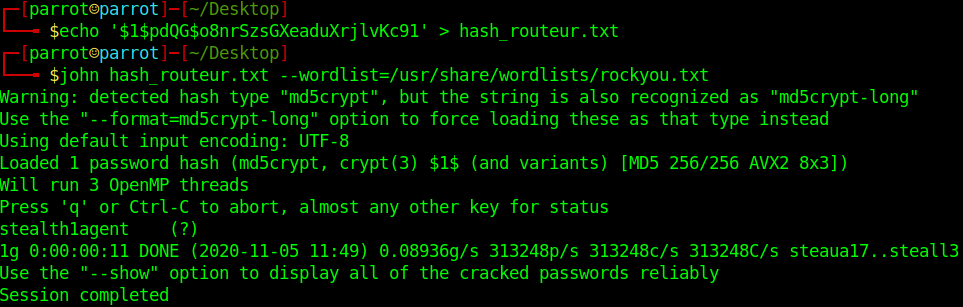 ┌─[parrot☺parrot]─[~/Desktop]
└──╼ $echo '$1$pdQG$o8nrSzsGXeaduXrjlvKc91' > hash_routeur.txt
┌─[parrot☺parrot]─[~/Desktop]
└──╼ $john hash_routeur.txt --wordlist=/usr/share/wordlists/rockyou.txt
Warning: detected hash type "md5crypt", but the string is also recognized as "md5crypt-long"
Use the "--format=md5crypt-long" option to force loading these as that type instead
Using default input encoding: UTF-8
Loaded 1 password hash (md5crypt, crypt(3) $1$ (and variants) [MD5 256/256 AVX2 8x3])
Will run 3 OpenMP threads
Press 'q' or Ctrl-C to abort, almost any other key for status
stealth1agent    (?)
1g 0:00:00:11 DONE (2020-11-05 11:49) 0.08936g/s 313248p/s 313248c/s 313248C/s steaua17..steall3
Use the "--show" option to display all of the cracked passwords reliably
Session completed